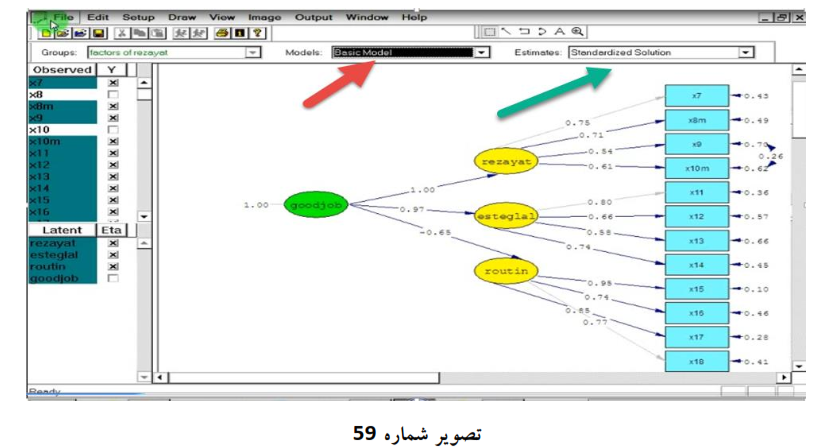 File Edit Setup Draw View Image Output Window Help
Groups: factors of rezayet Models: Basic Model Estimates: Standardized Solution
Observed Y
x7
x8
x8m
x9
x10
x10m
x11
x12
x13
x14
x15
x16
Latent Eta
rezayat
esteglal
routin
goodjob
1.00 goodjob
1.00 rezayat
0.97 esteglal
-0.65 routin
0.75 x7 0.43
0.71 x8m 0.49
0.54 x9 0.70
0.26
0.61 x10m 0.62
0.80 x11 0.36
0.66 x12 0.57
0.58 x13 0.66
0.74 x14 0.45
0.95 x15 0.10
0.74 x16 0.46
0.85 x17 0.28
0.77 x18 0.41
Ready
تصویر شماره 59